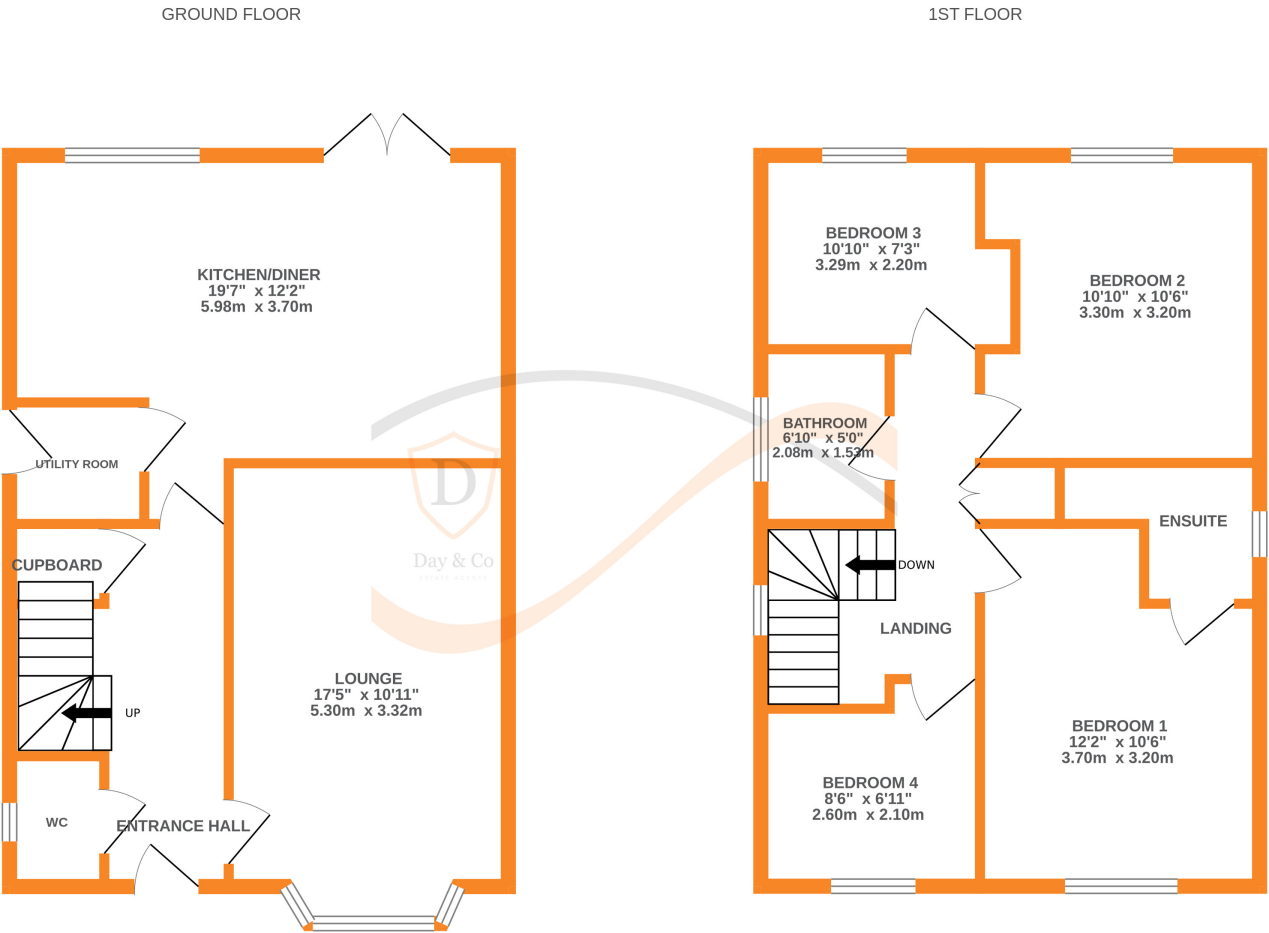 GROUND FLOOR
1ST FLOOR
KITCHEN/DINER
19'7" x 12'2"
5.98m x 3.70m
UTILITY ROOM
CUPBOARD
UP
WC
ENTRANCE HALL
LOUNGE
17'5" x 10'11"
5.30m x 3.32m
D
Day & Co
ESTATE AGENTS
BEDROOM 3
10'10" x 7'3"
3.29m x 2.20m
BEDROOM 2
10'10" x 10'6"
3.30m x 3.20m
BATHROOM
6'10" x 5'0"
2.08m x 1.53m
ENSUITE
DOWN
LANDING
BEDROOM 1
12'2" x 10'6"
3.70m x 3.20m
BEDROOM 4
8'6" x 6'11"
2.60m x 2.10m